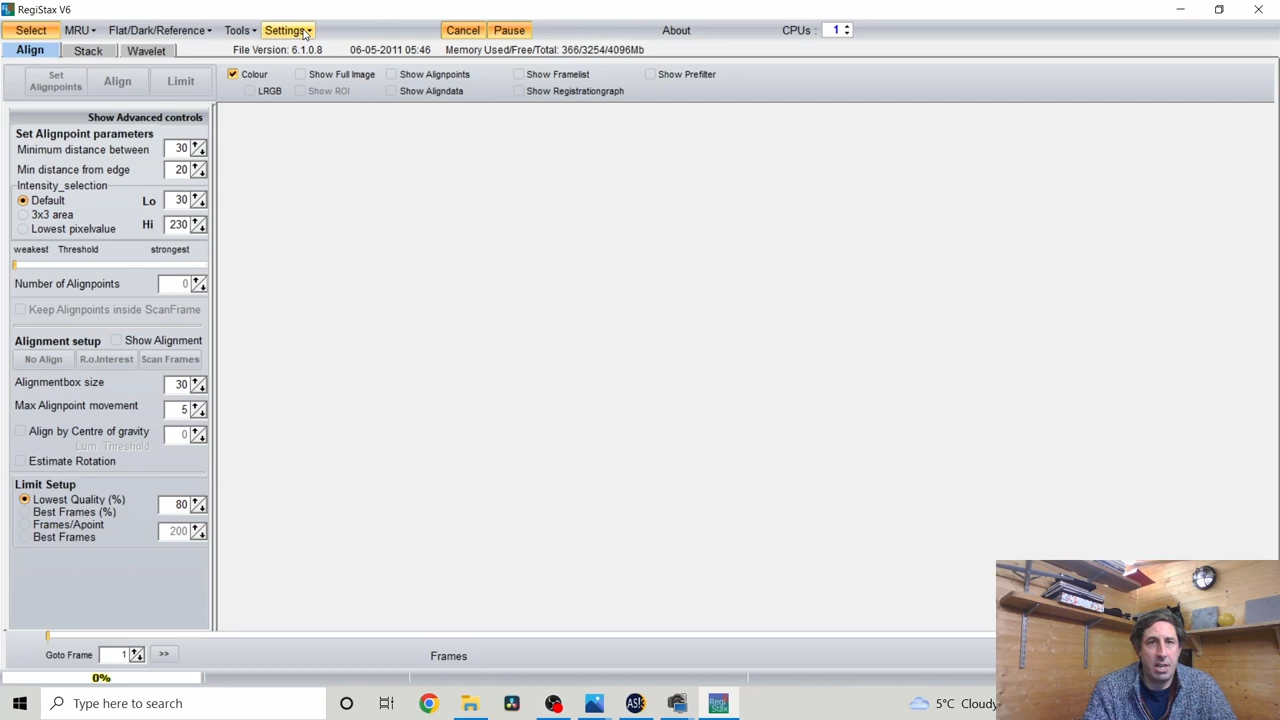 RegiStax V6
Select MRU Flat/Dark/Reference Tools Settings Cancel Pause About CPUs : 1
Align Stack Wavelet File Version: 6.1.0.8 06-05-2011 05:46 Memory Used/Free/Total: 366/3254/4096Mb
Set Alignpoints Align Limit
Colour Show Full Image Show Alignpoints Show Framelist Show Prefilter
LRGB Show ROI Show Aligndata Show Registrationgraph
Show Advanced controls
Set Alignpoint parameters
Minimum distance between 30
Min distance from edge 20
Intensity_selection
Default Lo 30
3x3 area
Hi 230
Lowest pixelvalue
weakest Threshold strongest
Number of Alignpoints 0
Keep Alignpoints inside ScanFrame
Alignment setup Show Alignment
No Align R.o.Interest Scan Frames
Alignmentbox size 30
Max Alignpoint movement 5
Align by Centre of gravity 0
Lum Threshold
Estimate Rotation
Limit Setup
Lowest Quality (%) 80
Best Frames (%)
Frames/Apoint 200
Best Frames
Goto Frame 1 >> Frames
0%
Type here to search AS! RegiStax 5°C Cloudy